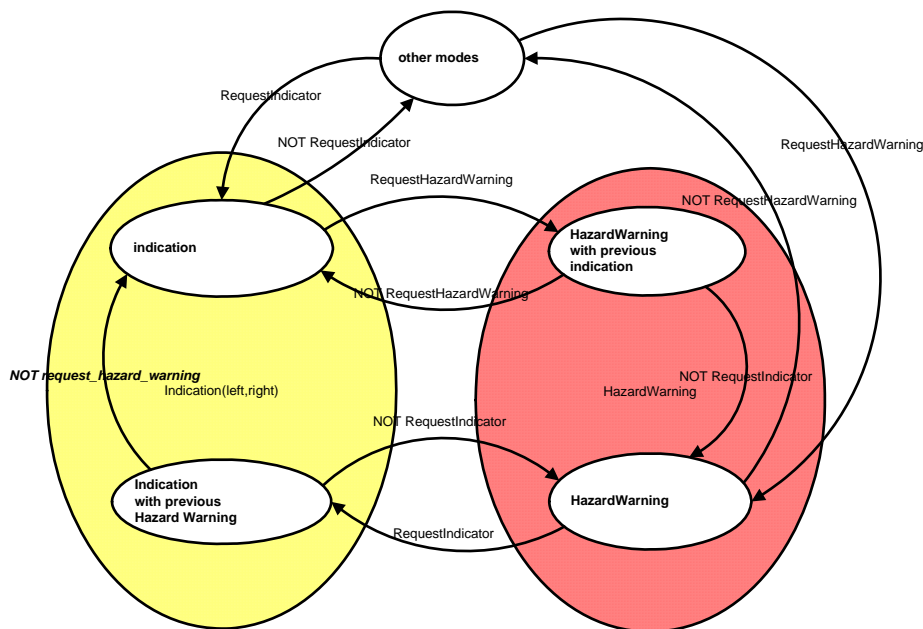 other modes
RequestIndicator
NOT RequestIndicator
RequestHazardWarning
RequestHazardWarning
NOT RequestHazardWarning
indication
HazardWarning
with previous
indication
NOT RequestHazardWarning
NOT request_hazard_warning
Indication(left,right)
NOT RequestIndicator
HazardWarning
NOT RequestIndicator
Indication
with previous
Hazard Warning
HazardWarning
RequestIndicator